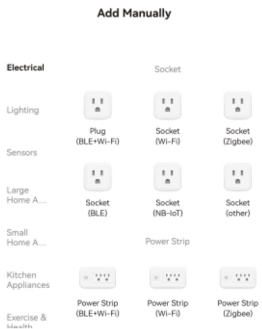 Add Manually
Electrical
Lighting
Sensors
Large
Home A...
Small
Home A...
Kitchen
Appliances
Exercise &
Health
Socket
Plug
(BLE+Wi-Fi)
Socket
(Wi-Fi)
Socket
(Zigbee)
Socket
(BLE)
Socket
(NB-IoT)
Socket
(other)
Power Strip
Power Strip
(BLE+Wi-Fi)
Power Strip
(Wi-Fi)
Power Strip
(Zigbee)